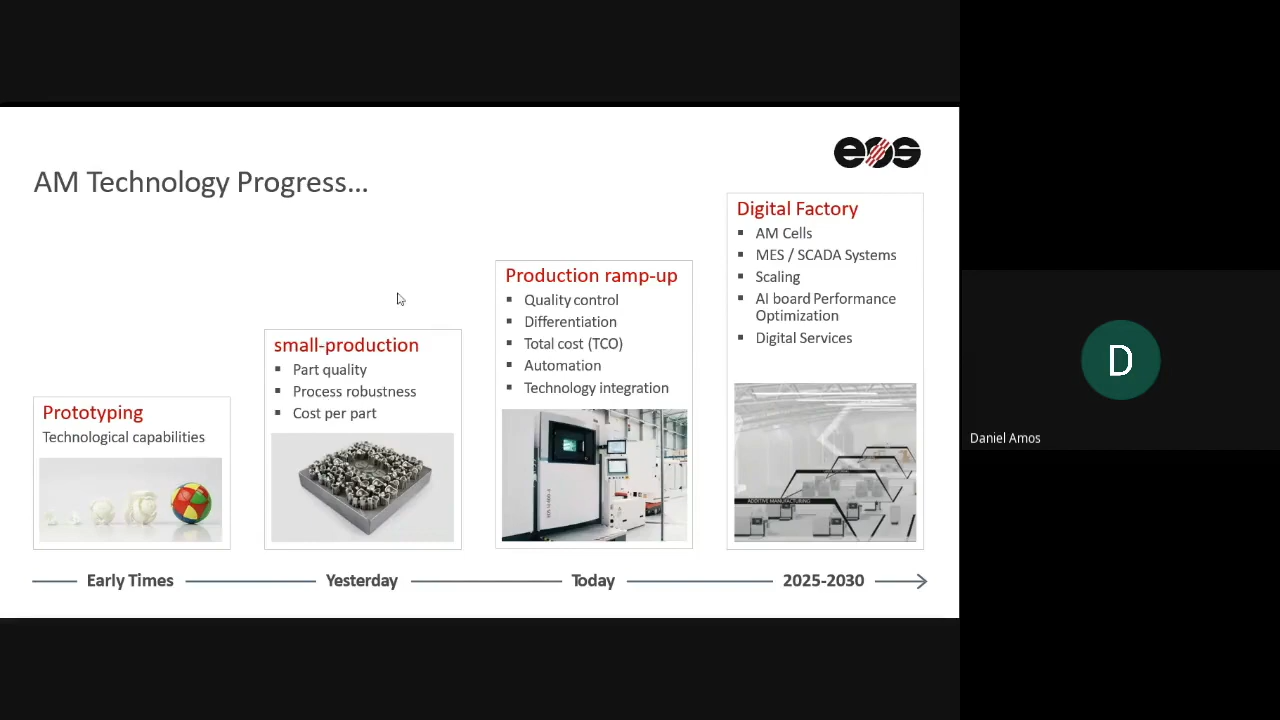 eos
AM Technology Progress...
Prototyping
Technological capabilities
small-production
▪ Part quality
▪ Process robustness
▪ Cost per part
Production ramp-up
▪ Quality control
▪ Differentiation
▪ Total cost (TCO)
▪ Automation
▪ Technology integration
Digital Factory
▪ AM Cells
▪ MES / SCADA Systems
▪ Scaling
▪ AI board Performance
Optimization
▪ Digital Services
ADDITIVE MANUFACTURING
Early Times
Yesterday
Today
2025-2030
D
Daniel Amos